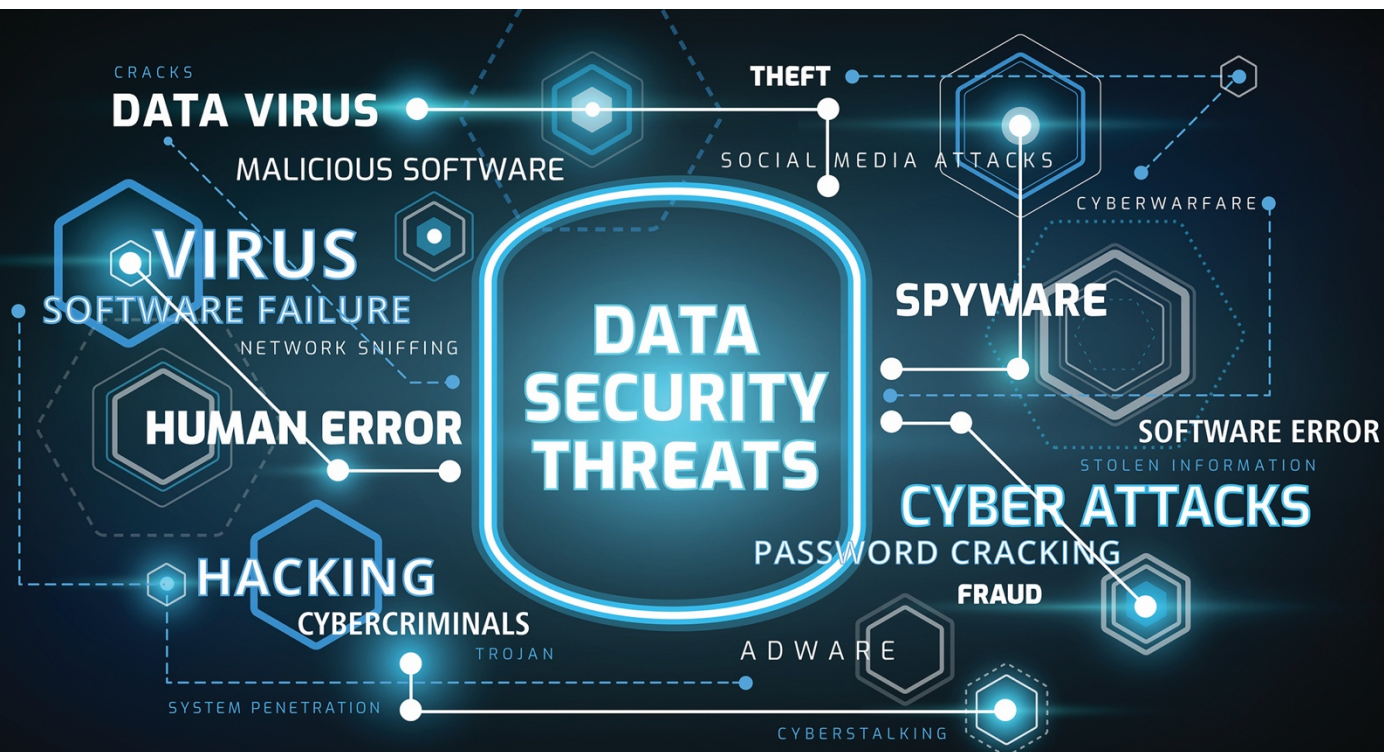 CRACKS
DATA VIRUS
MALICIOUS SOFTWARE
VIRUS
SOFTWARE FAILURE
NETWORK SNIFFING
HUMAN ERROR
HACKING
CYBERCRIMINALS
TROJAN
SYSTEM PENETRATION
DATA
SECURITY
THREATS
THEFT
SOCIAL MEDIA ATTACKS
CYBERWARFARE
SPYWARE
SOFTWARE ERROR
STOLEN INFORMATION
CYBER ATTACKS
PASSWORD CRACKING
FRAUD
ADWARE
CYBERSTALKING